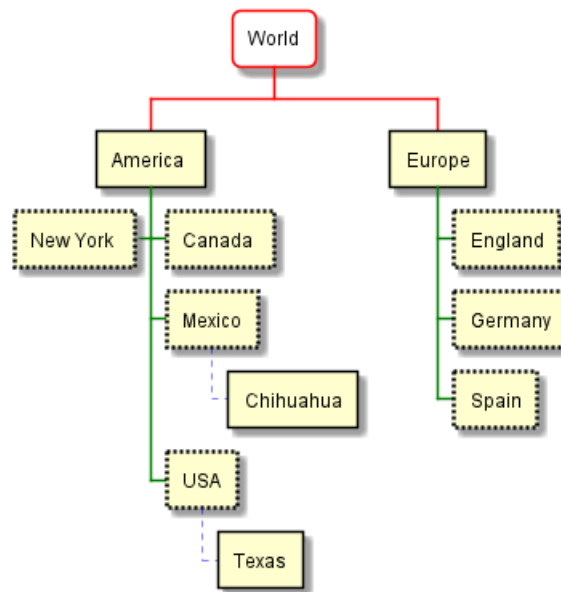 World
America
Europe
New York
Canada
England
Mexico
Germany
Chihuahua
Spain
USA
Texas